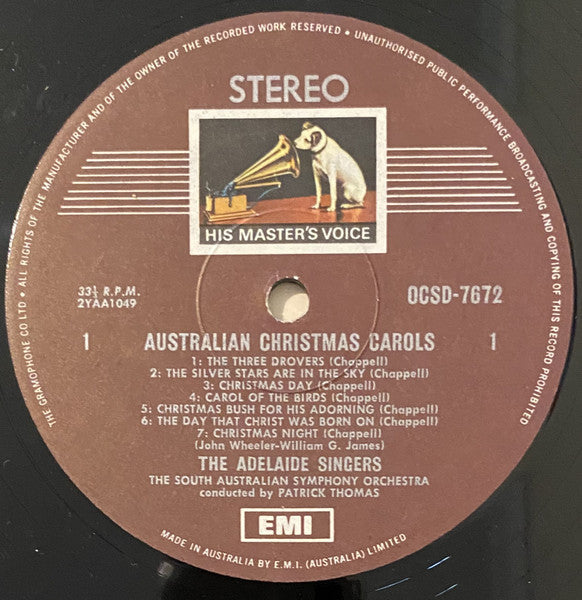 THE GRAMOPHONE CO LTD • ALL RIGHTS OF THE MANUFACTURER AND OF THE OWNER OF THE RECORDED WORK RESERVED • UNAUTHORISED PUBLIC PERFORMANCE BROADCASTING AND COPYING OF THIS RECORD PROHIBITED
STEREO
HIS MASTER'S VOICE
33⅓ R.P.M.
2YAA1049
OCSD-7672
1 AUSTRALIAN CHRISTMAS CAROLS 1
1: THE THREE DROVERS (Chappell)
2: THE SILVER STARS ARE IN THE SKY (Chappell)
3: CHRISTMAS DAY (Chappell)
4: CAROL OF THE BIRDS (Chappell)
5: CHRISTMAS BUSH FOR HIS ADORNING (Chappell)
6: THE DAY THAT CHRIST WAS BORN ON (Chappell)
7: CHRISTMAS NIGHT (Chappell)
(John Wheeler-William G. James)
THE ADELAIDE SINGERS
THE SOUTH AUSTRALIAN SYMPHONY ORCHESTRA
conducted by PATRICK THOMAS
EMI
MADE IN AUSTRALIA BY E.M.I. (AUSTRALIA) LIMITED